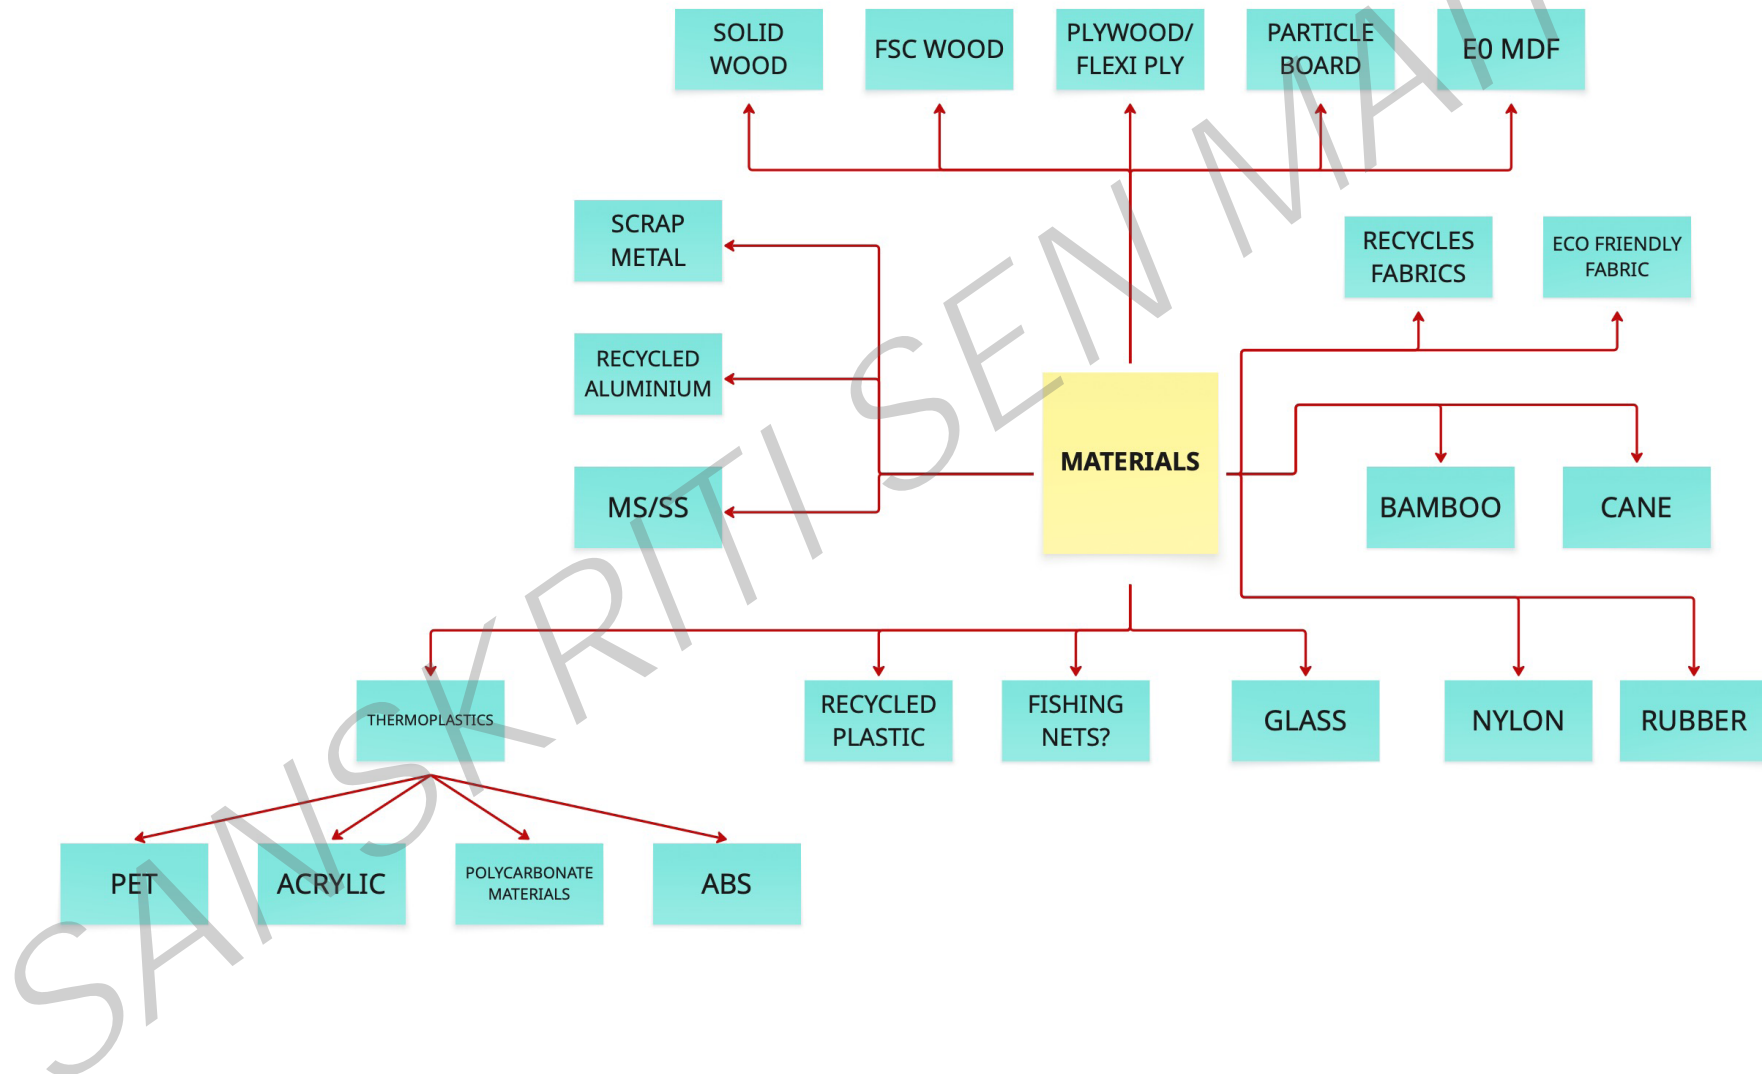 SOLID
WOOD
FSC WOOD
PLYWOOD/
FLEXI PLY
PARTICLE
BOARD
E0 MDF
SCRAP
METAL
RECYCLES
FABRICS
ECO FRIENDLY
FABRIC
RECYCLED
ALUMINIUM
MATERIALS
MS/SS
BAMBOO
CANE
THERMOPLASTICS
RECYCLED
PLASTIC
FISHING
NETS?
GLASS
NYLON
RUBBER
PET
ACRYLIC
POLYCARBONATE
MATERIALS
ABS
SANSKRITI SEN